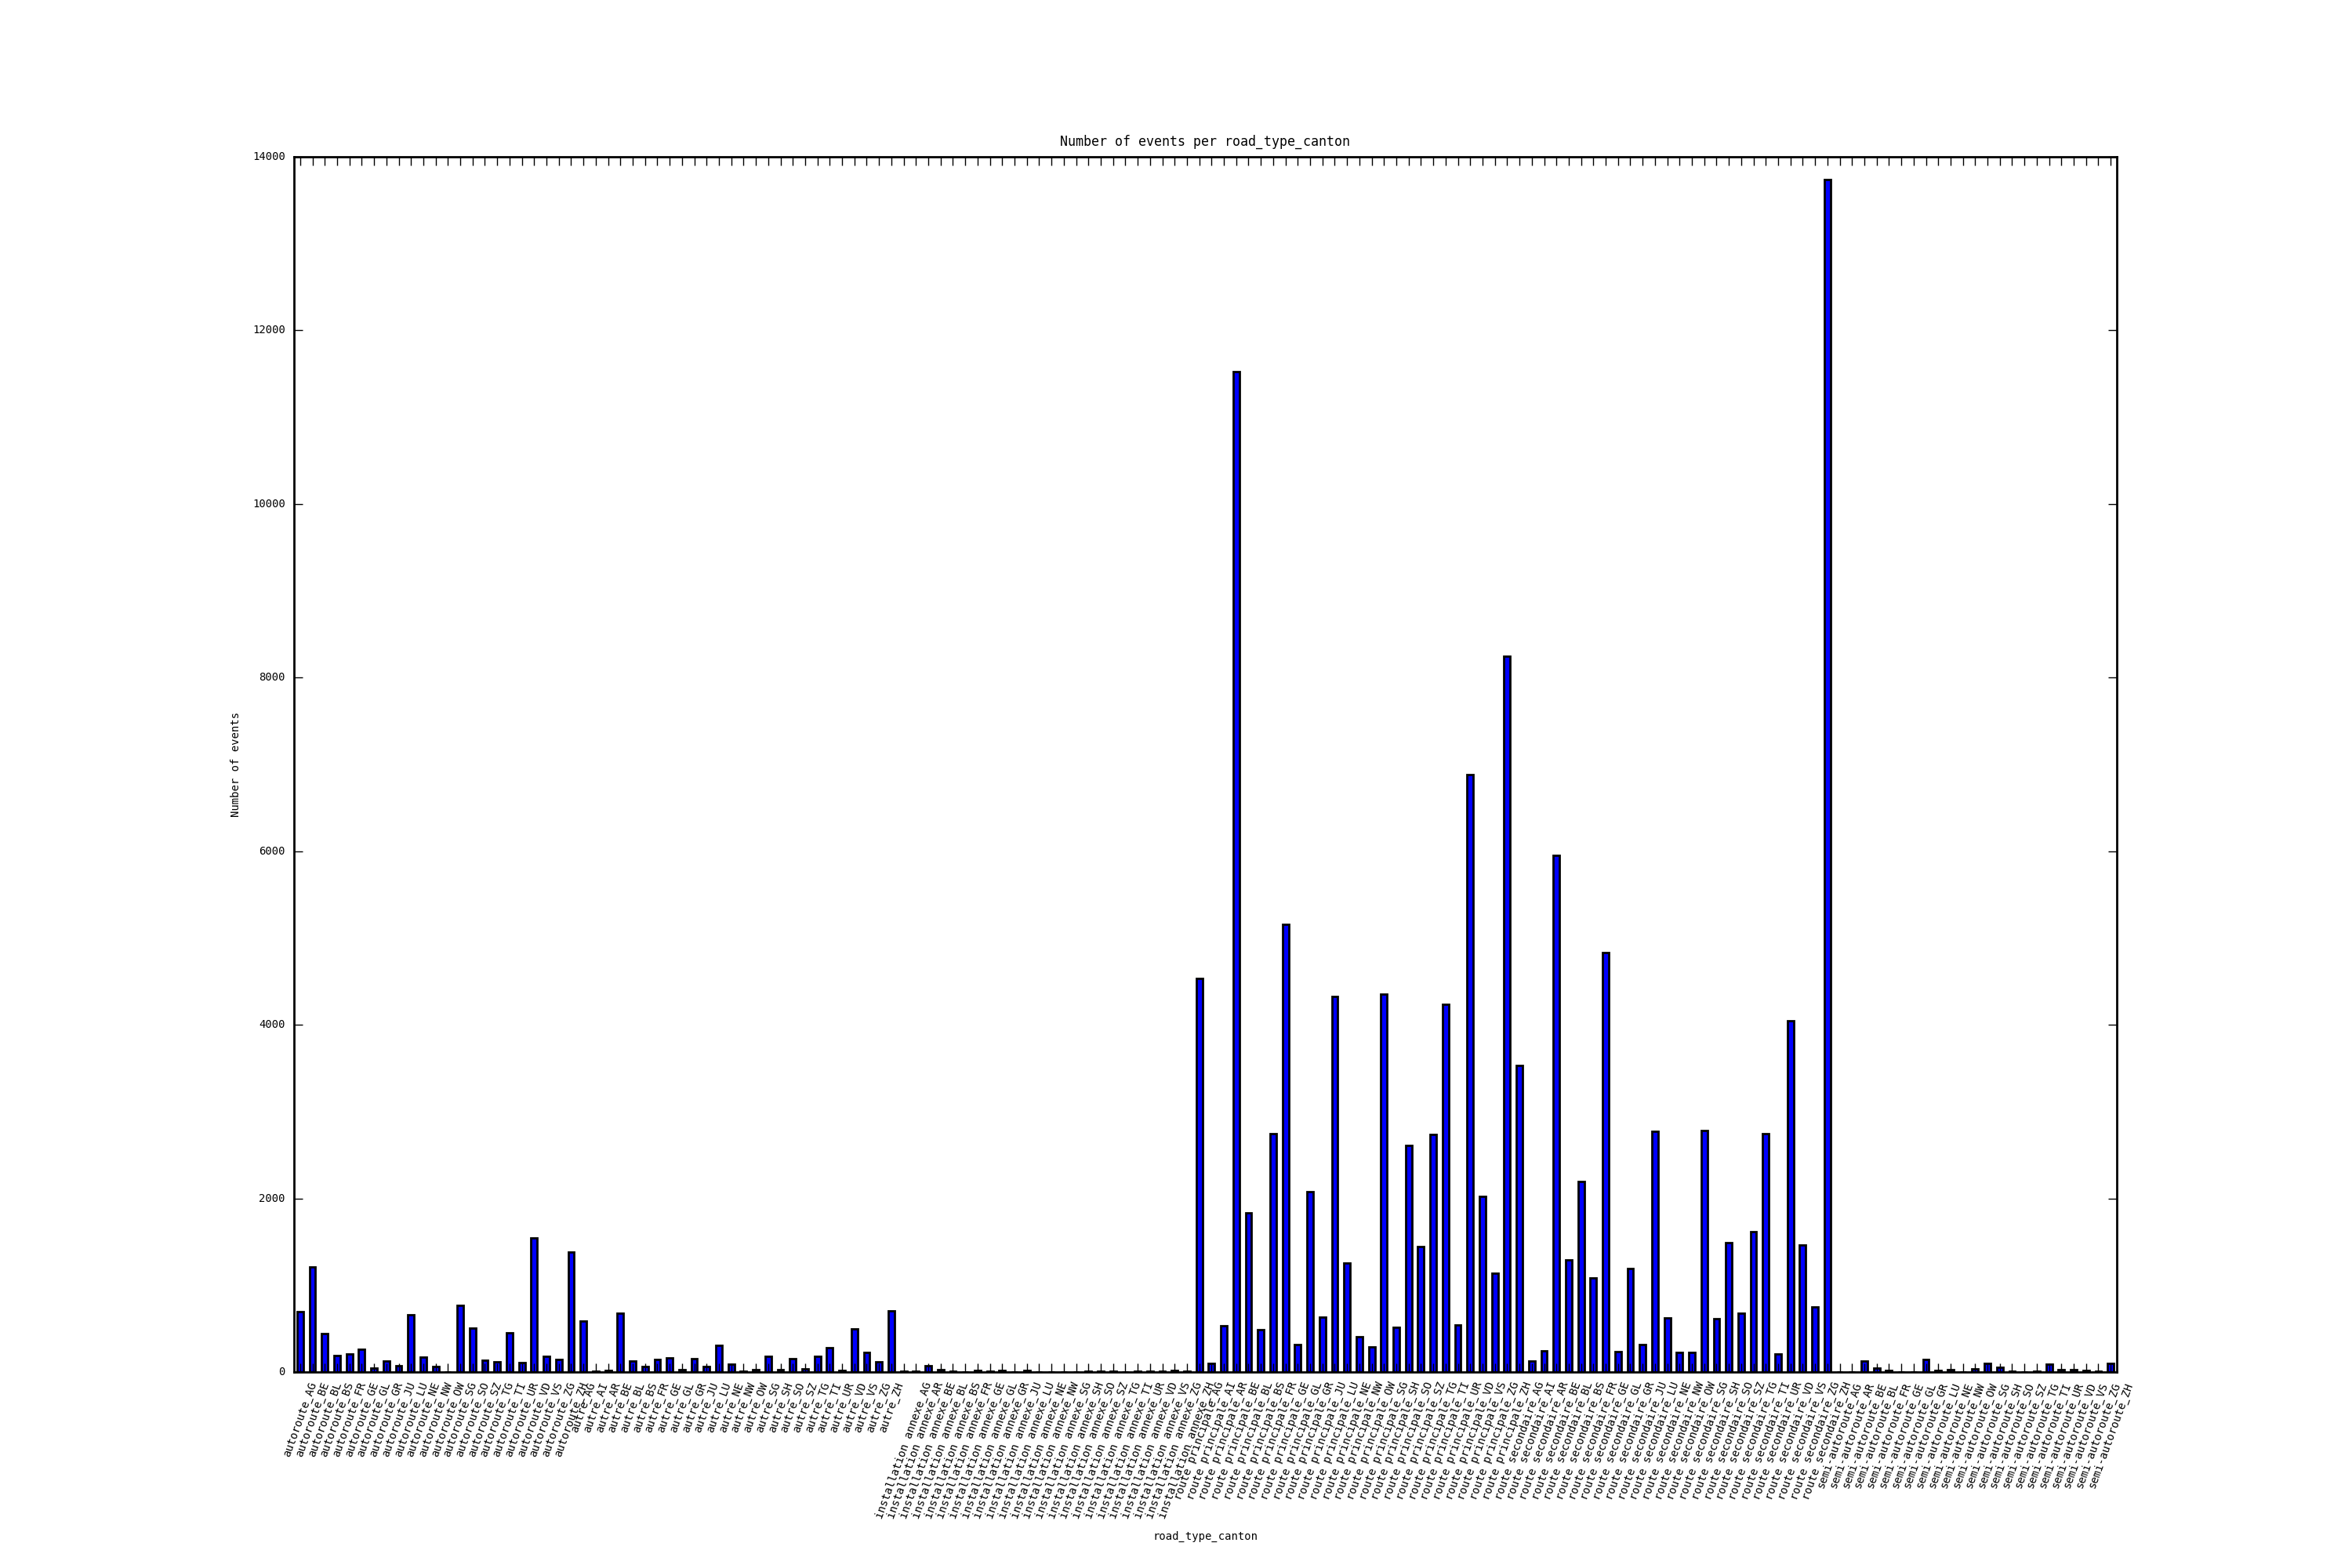 Number of events per road_type_canton
14000
12000
10000
8000
6000
4000
2000
0
Number of events
autoroute_AG
autoroute_BE
autoroute_BL
autoroute_BS
autoroute_FR
autoroute_GE
autoroute_GL
autoroute_GR
autoroute_JU
autoroute_LU
autoroute_NE
autoroute_NW
autoroute_OW
autoroute_SG
autoroute_SO
autoroute_SZ
autoroute_TG
autoroute_TI
autoroute_UR
autoroute_VD
autoroute_VS
autoroute_ZG
autoroute_ZH
autre_AG
autre_AI
autre_AR
autre_BE
autre_BL
autre_BS
autre_FR
autre_GE
autre_GL
autre_GR
autre_JU
autre_LU
autre_NE
autre_NW
autre_OW
autre_SG
autre_SH
autre_SO
autre_SZ
autre_TG
autre_TI
autre_UR
autre_VD
autre_VS
autre_ZG
autre_ZH
installation annexe_AG
installation annexe_AR
installation annexe_BE
installation annexe_BL
installation annexe_BS
installation annexe_FR
installation annexe_GE
installation annexe_GL
installation annexe_GR
installation annexe_JU
installation annexe_LU
installation annexe_NE
installation annexe_NW
installation annexe_SG
installation annexe_SH
installation annexe_SO
installation annexe_SZ
installation annexe_TG
installation annexe_TI
installation annexe_UR
installation annexe_VD
installation annexe_VS
installation annexe_ZG
installation annexe_ZH
route principale_AG
route principale_AI
route principale_AR
route principale_BE
route principale_BL
route principale_BS
route principale_FR
route principale_GE
route principale_GL
route principale_GR
route principale_JU
route principale_LU
route principale_NE
route principale_NW
route principale_OW
route principale_SG
route principale_SH
route principale_SO
route principale_SZ
route principale_TG
route principale_TI
route principale_UR
route principale_VD
route principale_VS
route principale_ZG
route principale_ZH
route secondaire_AG
route secondaire_AI
route secondaire_AR
route secondaire_BE
route secondaire_BL
route secondaire_BS
route secondaire_FR
route secondaire_GE
route secondaire_GL
route secondaire_GR
route secondaire_JU
route secondaire_LU
route secondaire_NE
route secondaire_NW
route secondaire_OW
route secondaire_SG
route secondaire_SH
route secondaire_SO
route secondaire_SZ
route secondaire_TG
route secondaire_TI
route secondaire_UR
route secondaire_VD
route secondaire_VS
route secondaire_ZG
route secondaire_ZH
semi-autoroute_AG
semi-autoroute_AR
semi-autoroute_BE
semi-autoroute_BL
semi-autoroute_FR
semi-autoroute_GE
semi-autoroute_GL
semi-autoroute_GR
semi-autoroute_LU
semi-autoroute_NE
semi-autoroute_NW
semi-autoroute_OW
semi-autoroute_SG
semi-autoroute_SH
semi-autoroute_SO
semi-autoroute_SZ
semi-autoroute_TG
semi-autoroute_TI
semi-autoroute_UR
semi-autoroute_VD
semi-autoroute_VS
semi-autoroute_ZG
semi-autoroute_ZH
road_type_canton